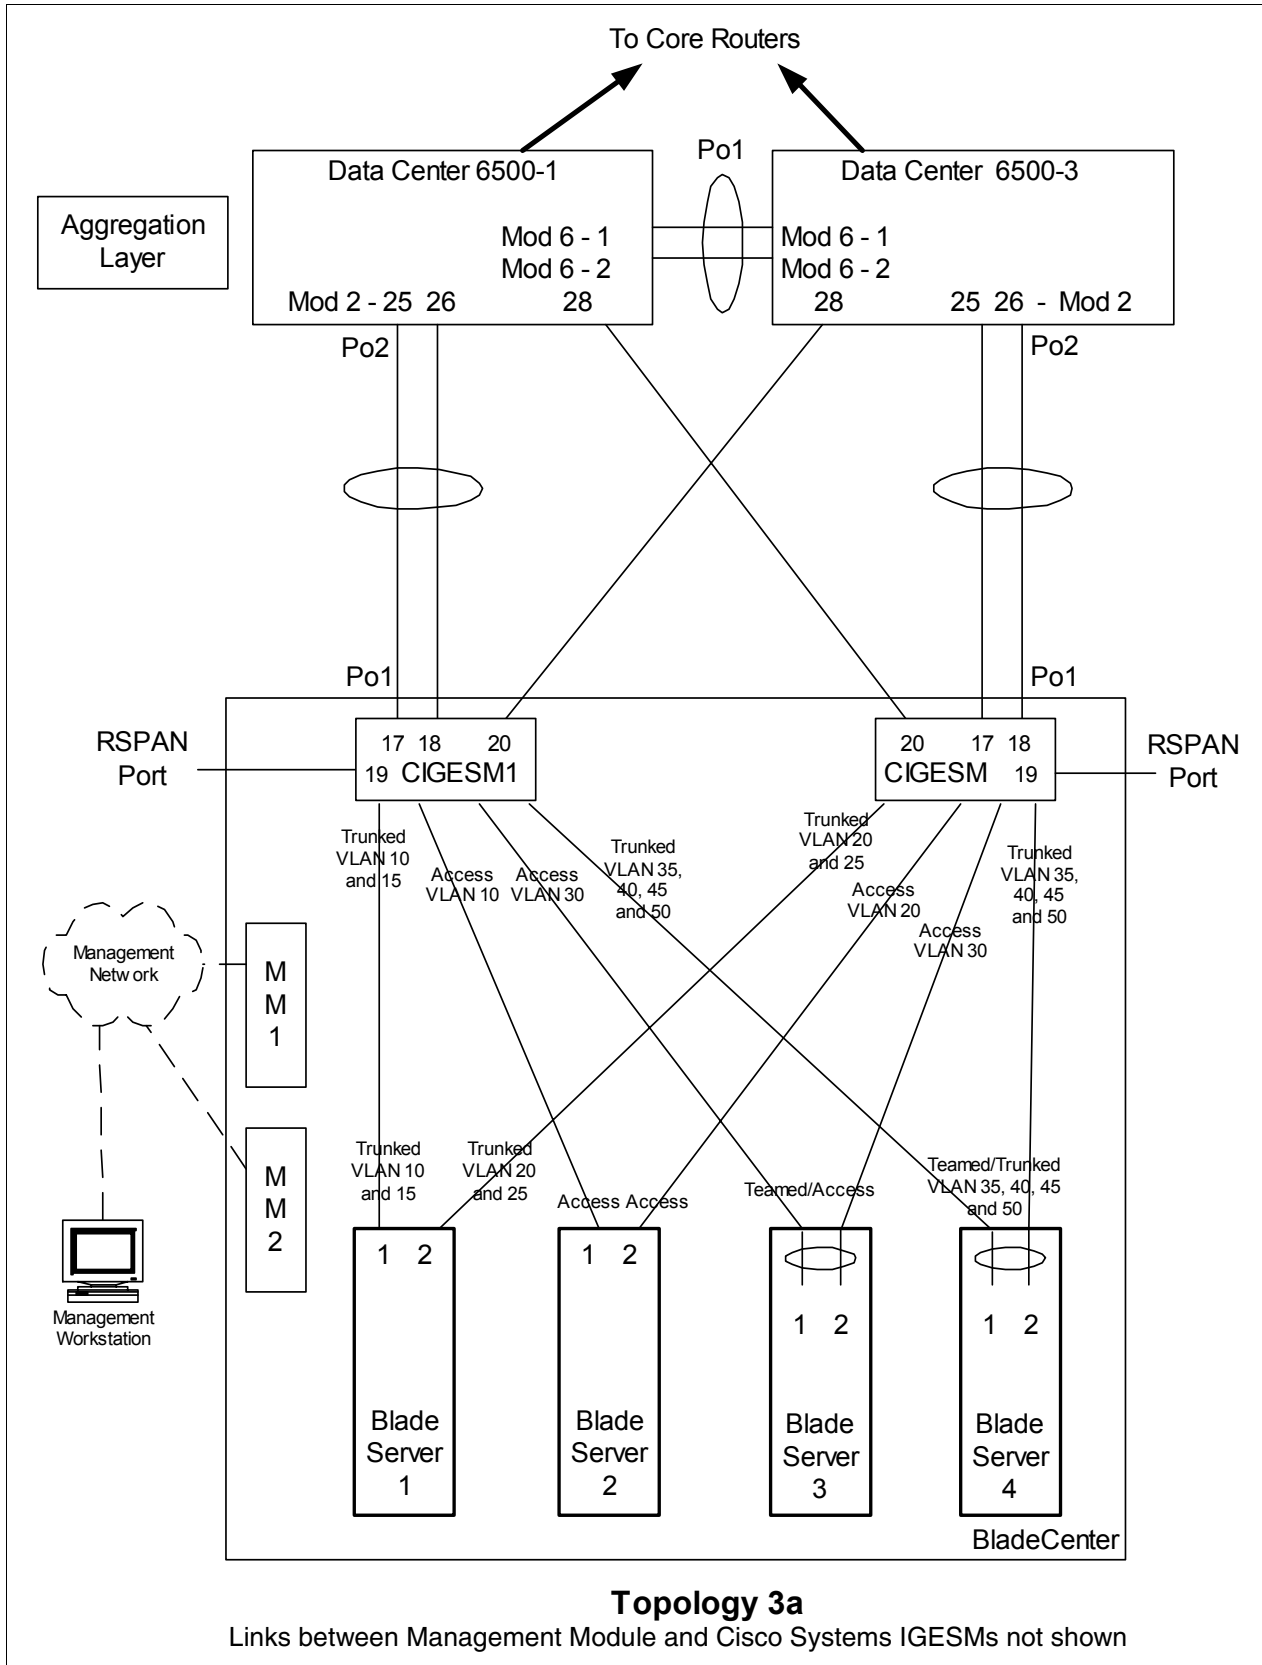 To Core Routers
Po1
Data Center 6500-1
Data Center 6500-3
Aggregation
Layer
Mod 6 - 1
Mod 6 - 2
Mod 6 - 1
Mod 6 - 2
Mod 2 - 25 26
28
28
25 26 - Mod 2
Po2
Po2
Po1
Po1
RSPAN
Port
17 18 20
19 CIGESM1
20 17 18
CIGESM 19
RSPAN
Port
Trunked
VLAN 10
and 15
Access
VLAN 10
Access
VLAN 30
Trunked
VLAN 35,
40, 45
and 50
Trunked
VLAN 20
and 25
Access
VLAN 20
Access
VLAN 30
Trunked
VLAN 35,
40, 45
and 50
Management
Network
M
M
1
M
M
2
Management
Workstation
Trunked
VLAN 10
and 15
Trunked
VLAN 20
and 25
Access Access
Teamed/Access
Teamed/Trunked
VLAN 35, 40, 45
and 50
1 2
Blade
Server
1
1 2
Blade
Server
2
1 2
Blade
Server
3
1 2
Blade
Server
4
BladeCenter
Topology 3a
Links between Management Module and Cisco Systems IGESMs not shown